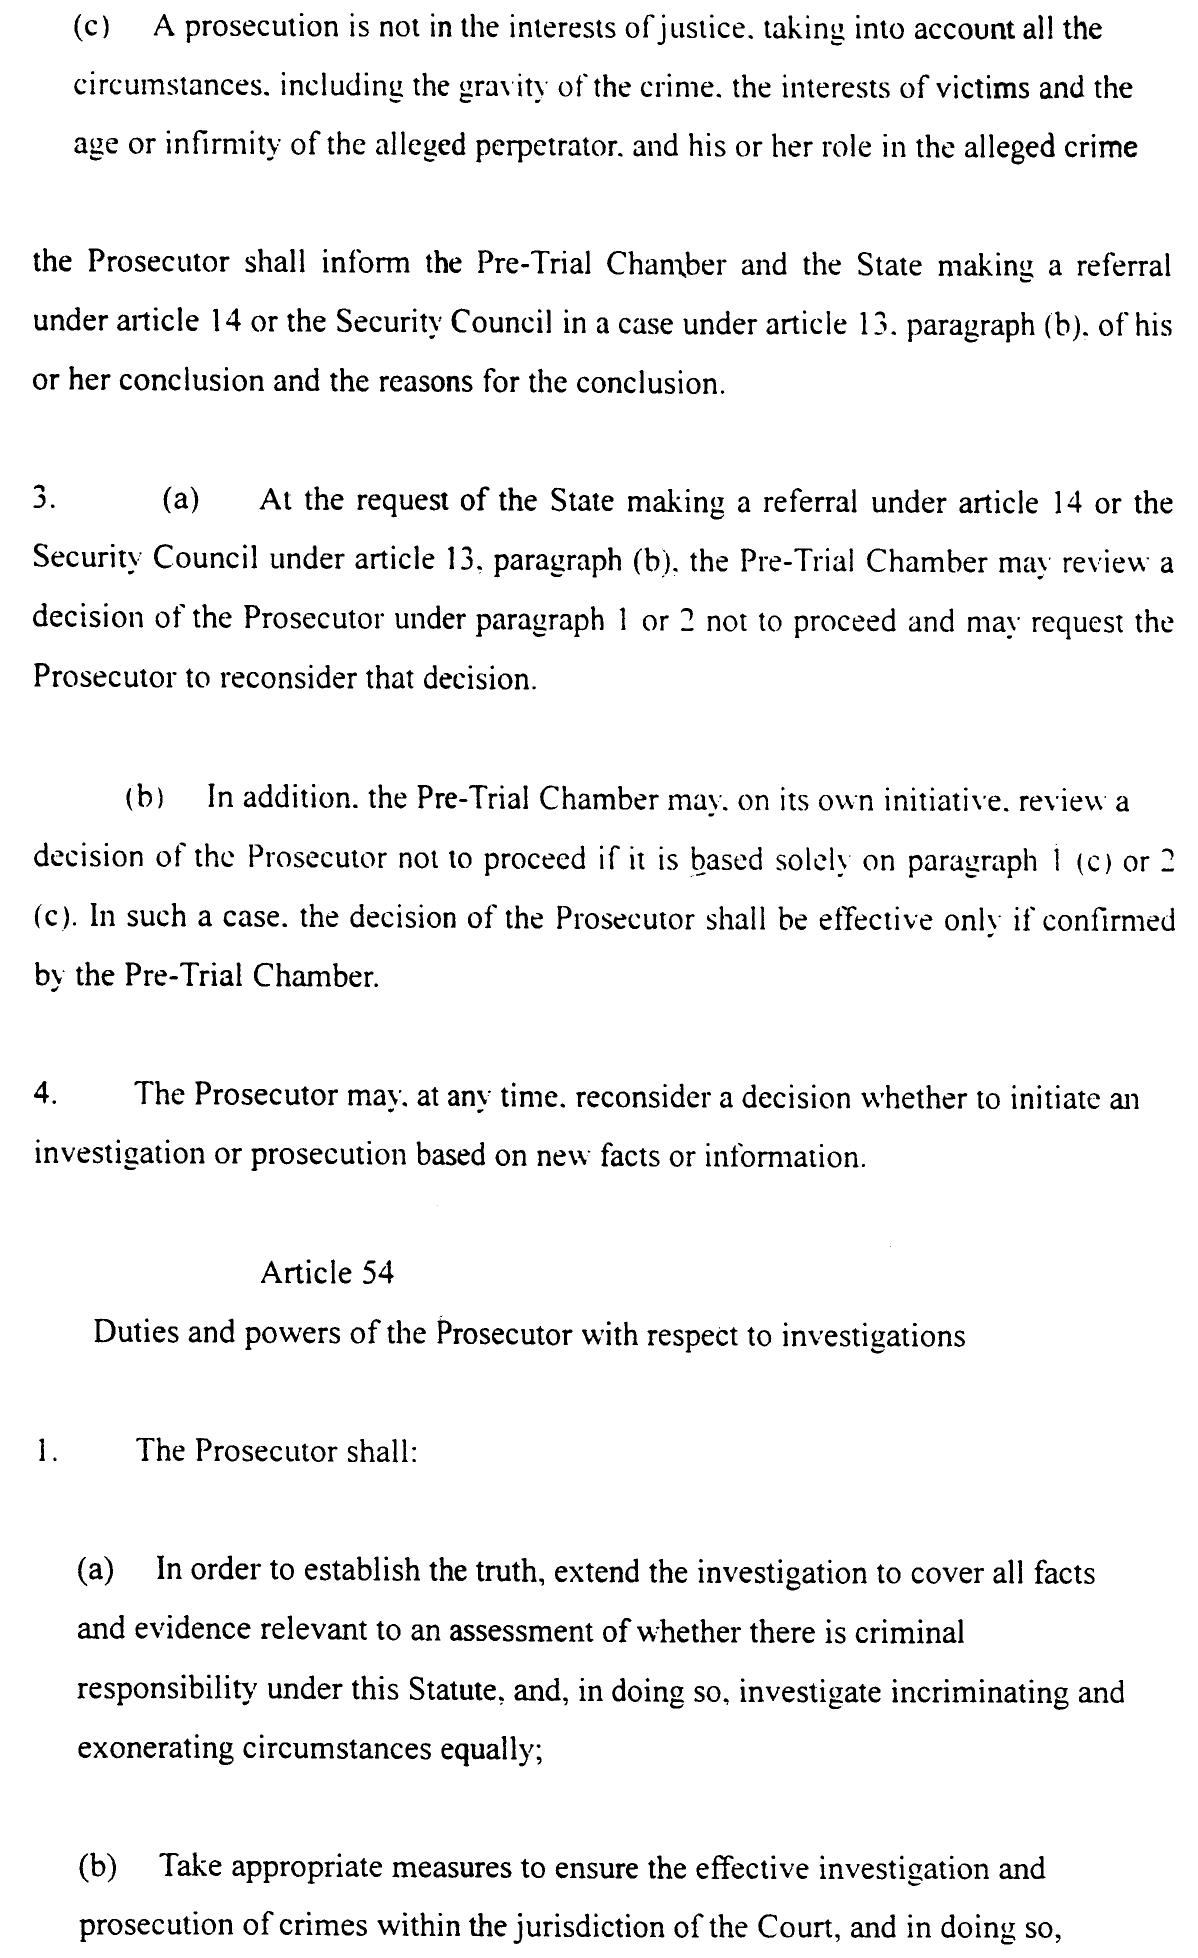 (c) A prosecution is not in the interests of justice, taking into account all the
circumstances, including the gravity of the crime, the interests of victims and the
age or infirmity of the alleged perpetrator, and his or her role in the alleged crime
the Prosecutor shall inform the Pre-Trial Chamber and the State making a referral
under article 14 or the Security Council in a case under article 13, paragraph (b), of his
or her conclusion and the reasons for the conclusion.
3. (a) At the request of the State making a referral under article 14 or the
Security Council under article 13, paragraph (b), the Pre-Trial Chamber may review a
decision of the Prosecutor under paragraph 1 or 2 not to proceed and may request the
Prosecutor to reconsider that decision.
(b) In addition, the Pre-Trial Chamber may, on its own initiative, review a
decision of the Prosecutor not to proceed if it is based solely on paragraph 1 (c) or 2
(c). In such a case, the decision of the Prosecutor shall be effective only if confirmed
by the Pre-Trial Chamber.
4. The Prosecutor may, at any time, reconsider a decision whether to initiate an
investigation or prosecution based on new facts or information.
Article 54
Duties and powers of the Prosecutor with respect to investigations
1. The Prosecutor shall:
(a) In order to establish the truth, extend the investigation to cover all facts
and evidence relevant to an assessment of whether there is criminal
responsibility under this Statute, and, in doing so, investigate incriminating and
exonerating circumstances equally;
(b) Take appropriate measures to ensure the effective investigation and
prosecution of crimes within the jurisdiction of the Court, and in doing so,